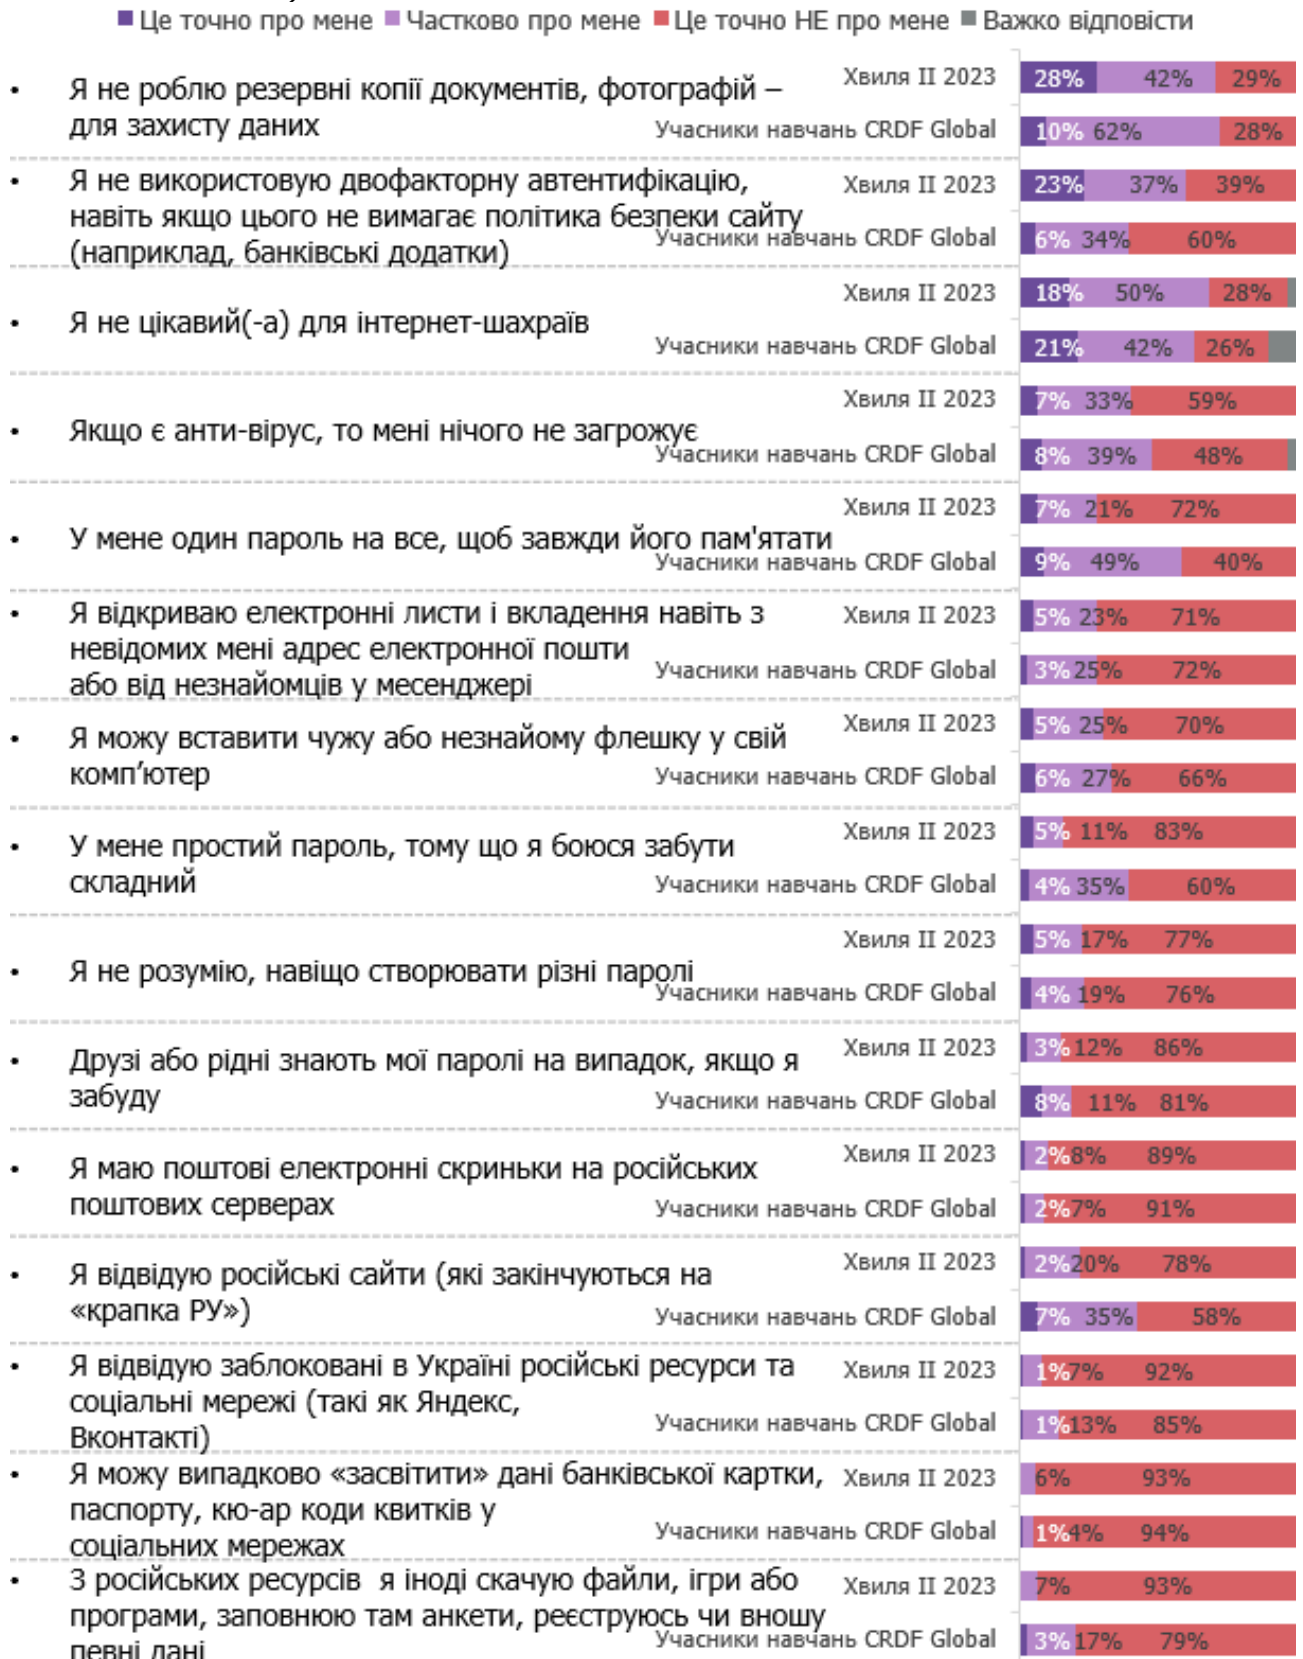 Це точно про мене Частково про мене Це точно НЕ про мене Важко відповісти
• Я не роблю резервні копії документів, фотографій –
для захисту даних
Хвиля II 2023 28% 42% 29%
Учасники навчань CRDF Global 10% 62% 28%
• Я не використовую двофакторну автентифікацію,
навіть якщо цього не вимагає політика безпеки сайту
(наприклад, банківські додатки)
Хвиля II 2023 23% 37% 39%
Учасники навчань CRDF Global 6% 34% 60%
• Я не цікавий(-а) для інтернет-шахраїв
Хвиля II 2023 18% 50% 28%
Учасники навчань CRDF Global 21% 42% 26%
• Якщо є анти-вірус, то мені нічого не загрожує
Хвиля II 2023 7% 33% 59%
Учасники навчань CRDF Global 8% 39% 48%
• У мене один пароль на все, щоб завжди його пам'ятати
Хвиля II 2023 7% 21% 72%
Учасники навчань CRDF Global 9% 49% 40%
• Я відкриваю електронні листи і вкладення навіть з
невідомих мені адрес електронної пошти
або від незнайомців у месенджері
Хвиля II 2023 5% 23% 71%
Учасники навчань CRDF Global 3% 25% 72%
• Я можу вставити чужу або незнайому флешку у свій
комп’ютер
Хвиля II 2023 5% 25% 70%
Учасники навчань CRDF Global 6% 27% 66%
• У мене простий пароль, тому що я боюся забути
складний
Хвиля II 2023 5% 11% 83%
Учасники навчань CRDF Global 4% 35% 60%
• Я не розумію, навіщо створювати різні паролі
Хвиля II 2023 5% 17% 77%
Учасники навчань CRDF Global 4% 19% 76%
• Друзі або рідні знають мої паролі на випадок, якщо я
забуду
Хвиля II 2023 3% 12% 86%
Учасники навчань CRDF Global 8% 11% 81%
• Я маю поштові електронні скриньки на російських
поштових серверах
Хвиля II 2023 2% 8% 89%
Учасники навчань CRDF Global 2% 7% 91%
• Я відвідую російські сайти (які закінчуються на
«крапка РУ»)
Хвиля II 2023 2% 20% 78%
Учасники навчань CRDF Global 7% 35% 58%
• Я відвідую заблоковані в Україні російські ресурси та
соціальні мережі (такі як Яндекс,
Вконтакті)
Хвиля II 2023 1% 7% 92%
Учасники навчань CRDF Global 1% 13% 85%
• Я можу випадково «засвітити» дані банківської картки,
паспорту, кю-ар коди квитків у
соціальних мережах
Хвиля II 2023 6% 93%
Учасники навчань CRDF Global 1% 4% 94%
• З російських ресурсів я іноді скачую файли, ігри або
програми, заповнюю там анкети, реєструюсь чи вношу
певні дані
Хвиля II 2023 7% 93%
Учасники навчань CRDF Global 3% 17% 79%